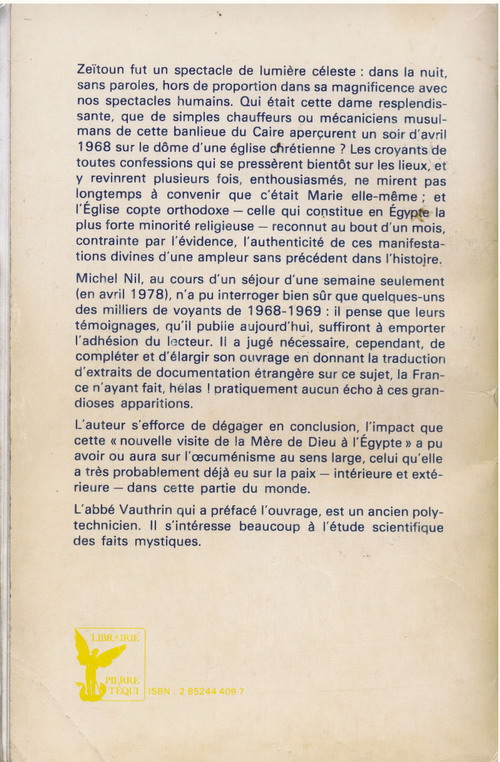 Zeïtoun fut un spectacle de lumière céleste : dans la nuit,
sans paroles, hors de proportion dans sa magnificence avec
nos spectacles humains. Qui était cette dame resplendis-
sante, que de simples chauffeurs ou mécaniciens musul-
mans de cette banlieue du Caire aperçurent un soir d'avril
1968 sur le dôme d'une église chrétienne ? Les croyants de
toutes confessions qui se pressèrent bientôt sur les lieux, et
y revinrent plusieurs fois, enthousiasmés, ne mirent pas
longtemps à convenir que c'était Marie elle-même ; et
l'Église copte orthodoxe — celle qui constitue en Égypte la
plus forte minorité religieuse — reconnut au bout d'un mois,
contrainte par l'évidence, l'authenticité de ces manifesta-
tions divines d'une ampleur sans précédent dans l'histoire.
Michel Nil, au cours d'un séjour d'une semaine seulement
(en avril 1978), n'a pu interroger bien sûr que quelques-uns
des milliers de voyants de 1968-1969 : il pense que leurs
témoignages, qu'il publie aujourd'hui, suffiront à emporter
l'adhésion du lecteur. Il a jugé nécessaire, cependant, de
compléter et d'élargir son ouvrage en donnant la traduction
d'extraits de documentation étrangère sur ce sujet, la Fran-
ce n'ayant fait, hélas ! pratiquement aucun écho à ces gran-
dioses apparitions.
L'auteur s'efforce de dégager en conclusion, l'impact que
cette « nouvelle visite de la Mère de Dieu à l'Égypte » a pu
avoir ou aura sur l'œcuménisme au sens large, celui qu'elle
a très probablement déjà eu sur la paix — intérieure et exté-
rieure — dans cette partie du monde.
L'abbé Vauthrin qui a préfacé l'ouvrage, est un ancien poly-
technicien. Il s'intéresse beaucoup à l'étude scientifique
des faits mystiques.
LIBRAIRIE
PIERRE
TÉQUI
ISBN : 2 85244 409 7